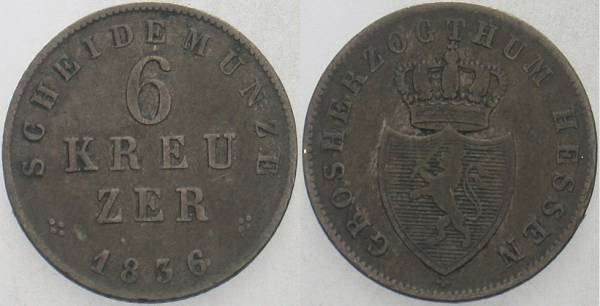 SCHEIDEMÜNZE
6
KREU
ZER
1836
GROSHERZOGTHUM HESSEN